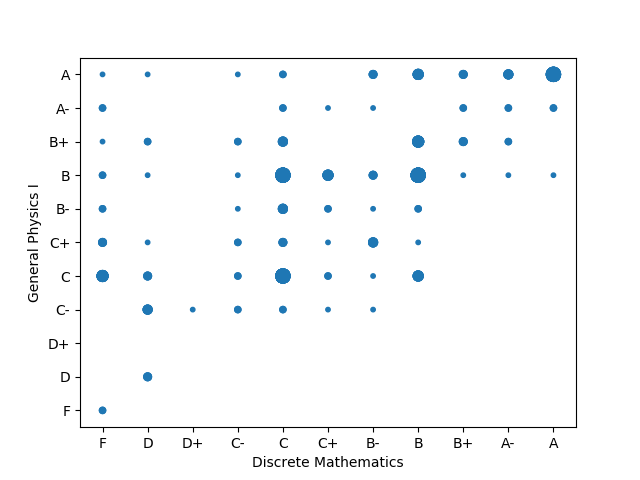 General Physics I
A
A-
B+
B
B-
C+
C
C-
D+
D
F
F D D+ C- C C+ B- B B+ A- A
Discrete Mathematics